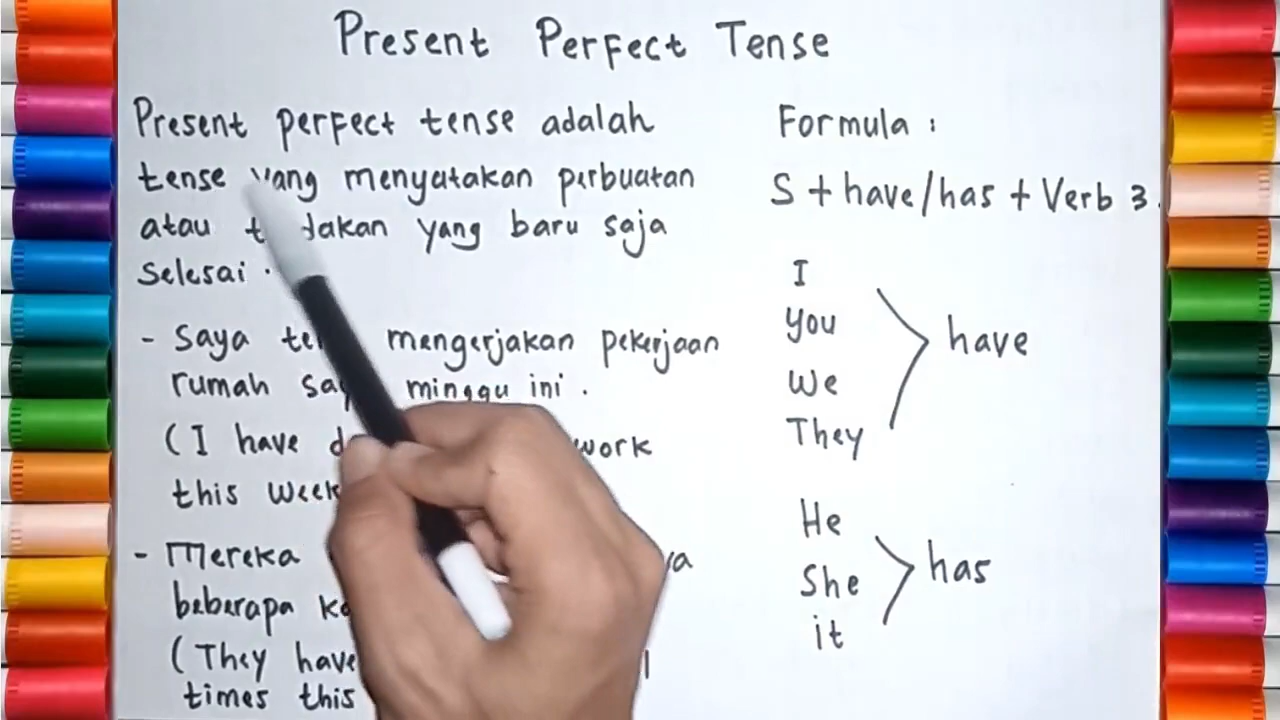 Present Perfect Tense
Present perfect tense adalah
tense yang menyatakan perbuatan
atau yang baru saja
selesai.
- Saya mengerjakan pekerjaan
rumah minggu ini.
(I have
this week
- Mereka
beberapa
(They have
times this
Formula :
S + have/has + Verb 3.
I
You
We
They
have
He
She
it
has